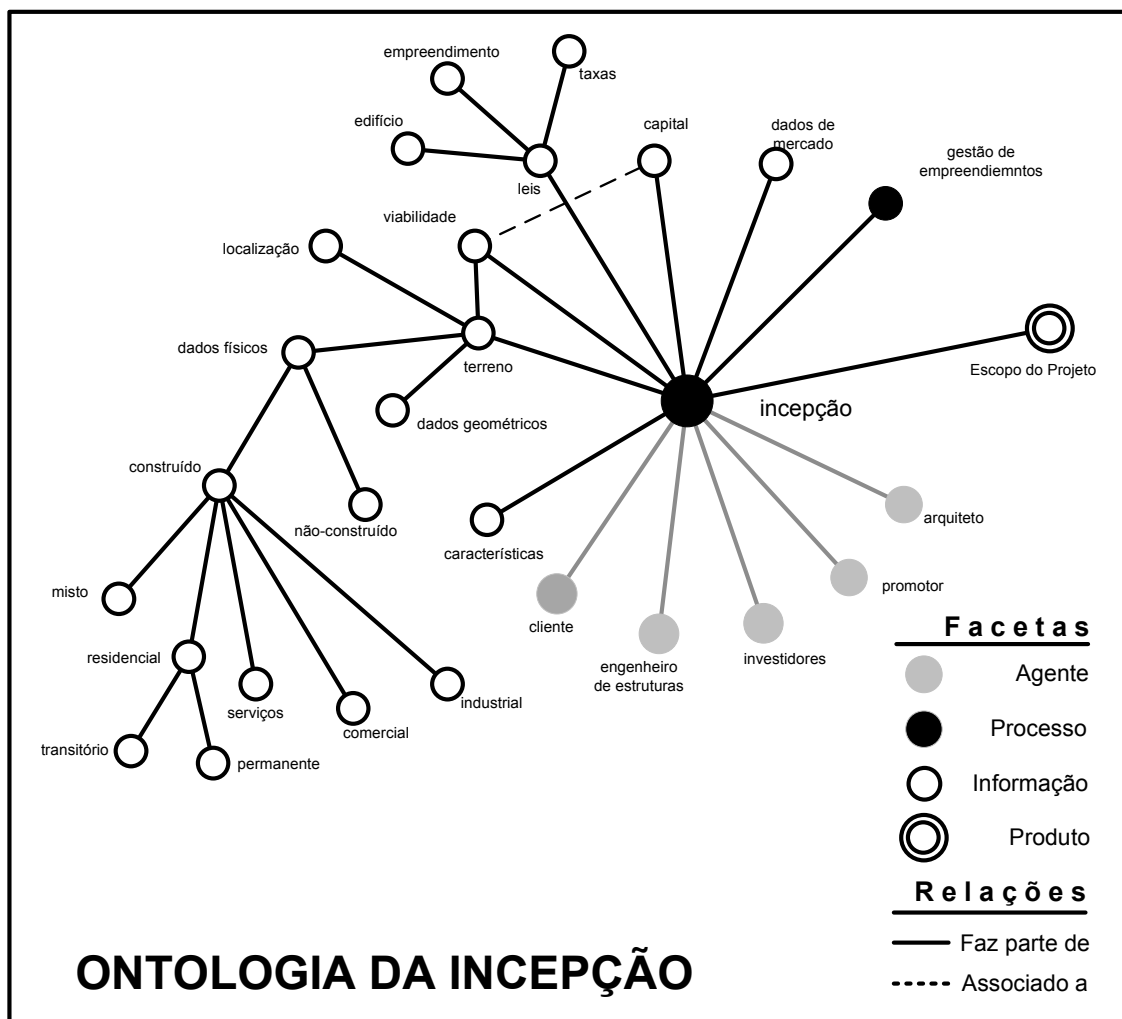 empreendimento
taxas
edifício
capital
dados de
mercado
gestão de
empreendiemntos
leis
viabilidade
localização
dados físicos
terreno
Escopo do Projeto
incepção
dados geométricos
construído
não-construído
características
arquiteto
misto
promotor
cliente
residencial
engenheiro
de estruturas
investidores
serviços
comercial
industrial
transitório
permanente
Facetas
Agente
Processo
Informação
Produto
Relações
Faz parte de
Associado a
ONTOLOGIA DA INCEPÇÃO